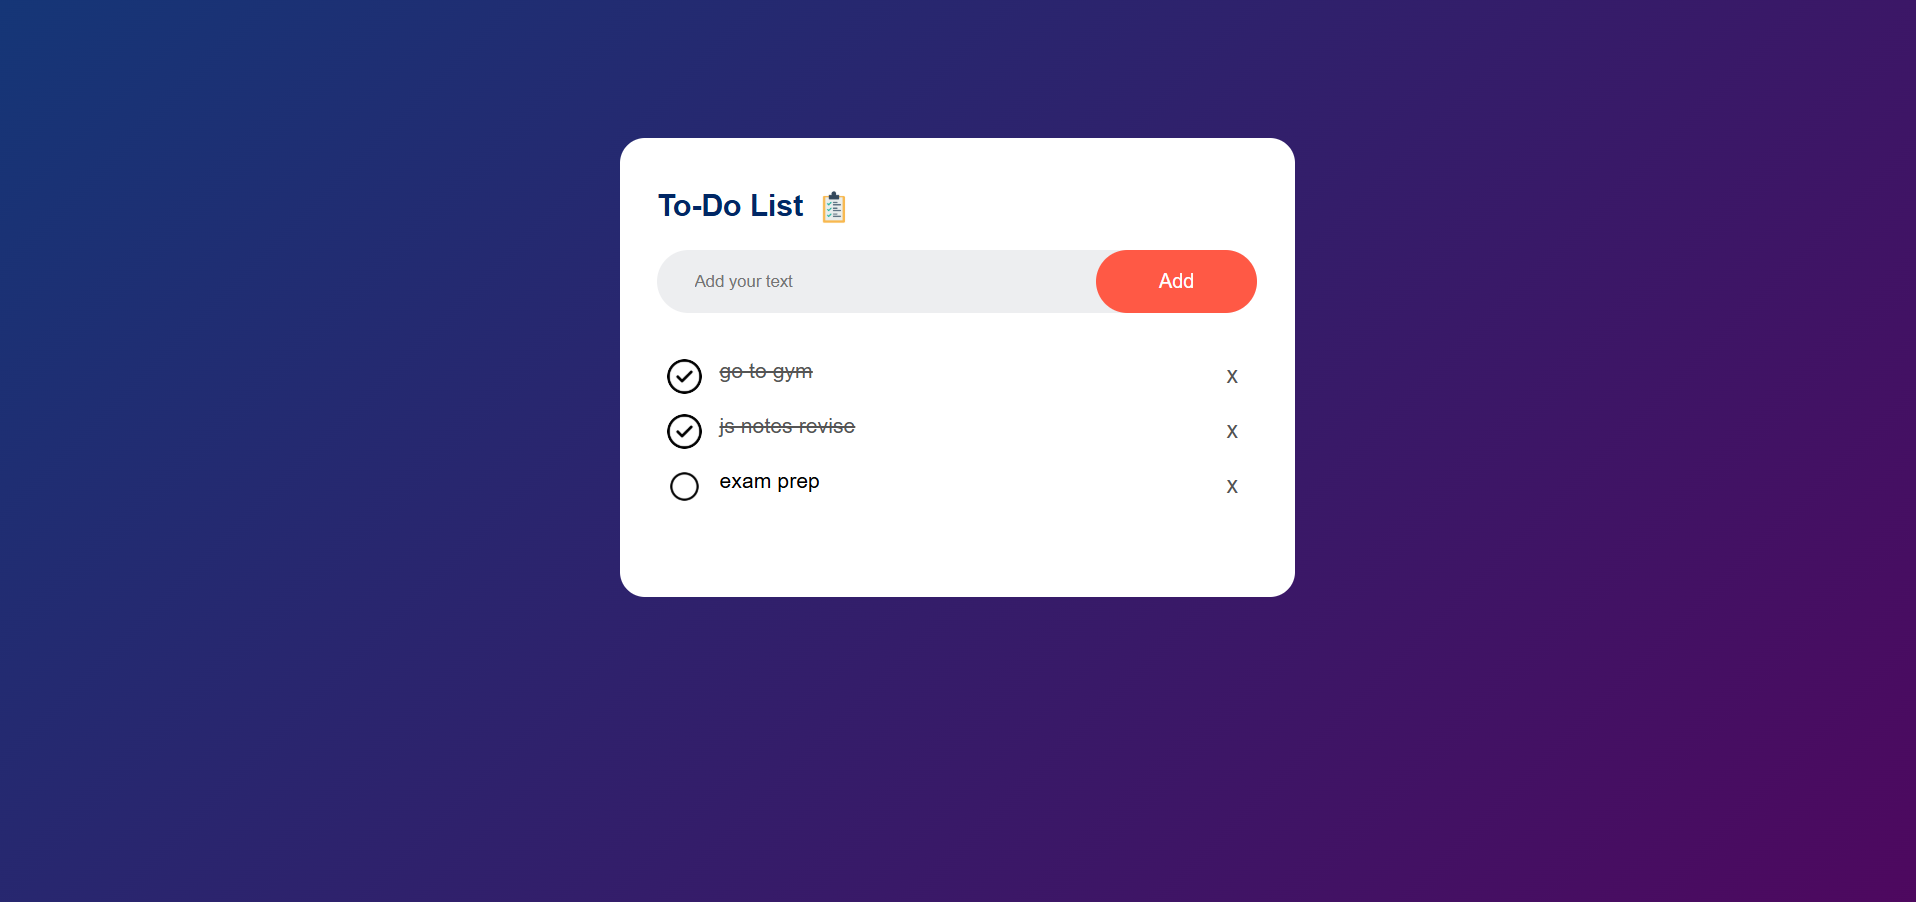 To-Do List
Add your text
Add
go to gym
x
js notes revise
x
exam prep
x